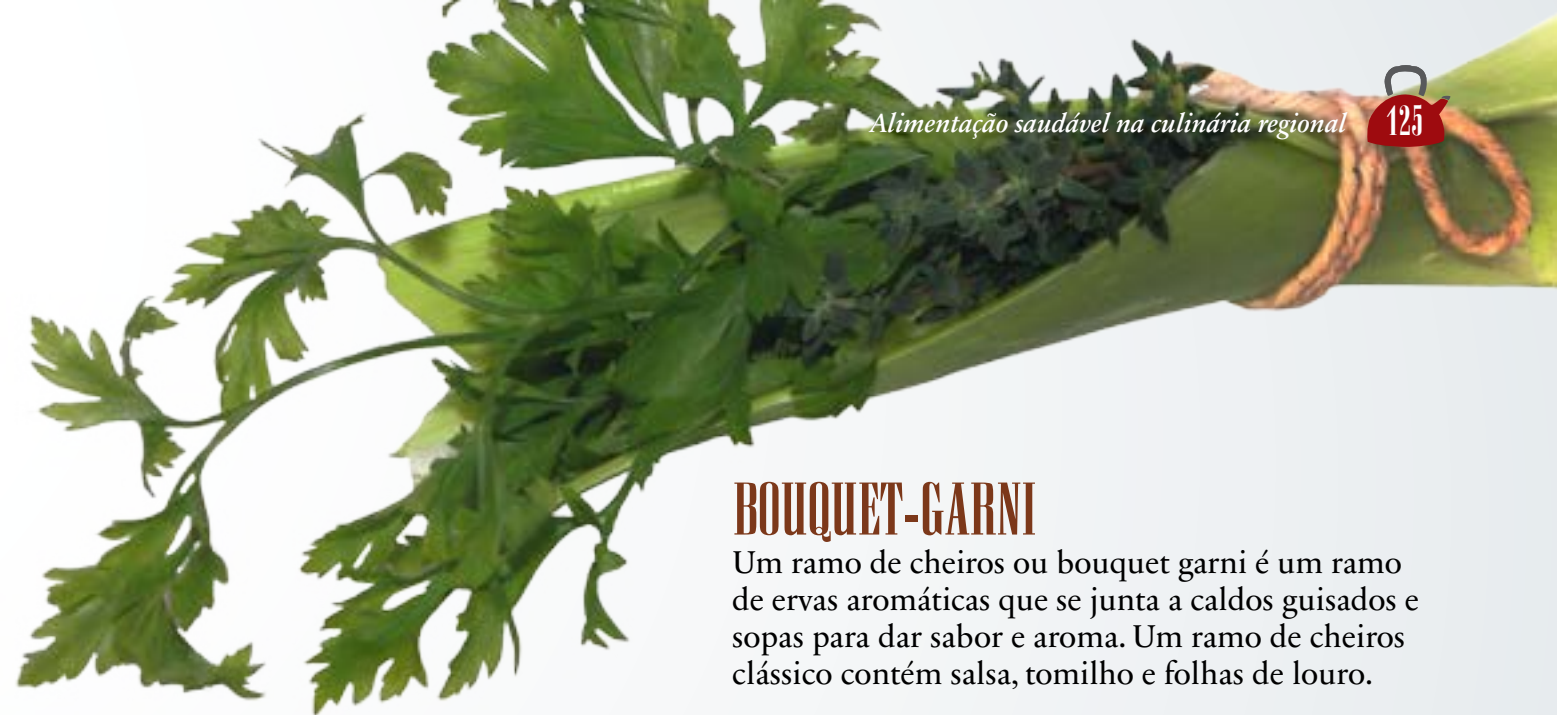 Alimentação saudável na culinária regional 125
BOUQUET-GARNI
Um ramo de cheiros ou bouquet garni é um ramo
de ervas aromáticas que se junta a caldos guisados e
sopas para dar sabor e aroma. Um ramo de cheiros
clássico contém salsa, tomilho e folhas de louro.